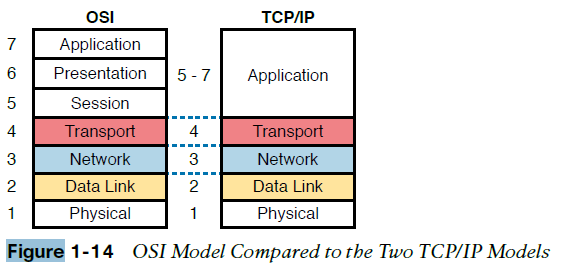 OSI TCP/IP
7 Application
6 Presentation 5 - 7 Application
5 Session
4 Transport 4 Transport
3 Network 3 Network
2 Data Link 2 Data Link
1 Physical 1 Physical
Figure 1-14 OSI Model Compared to the Two TCP/IP Models